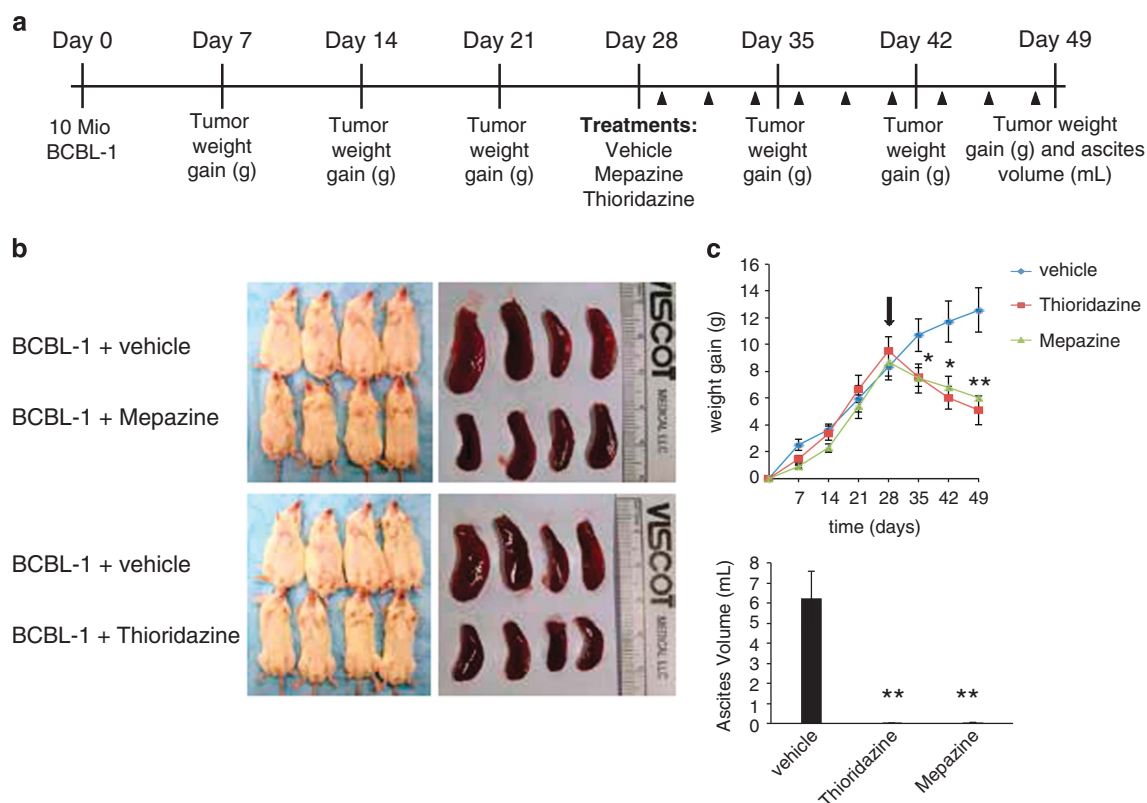 a
Day 0 Day 7 Day 14 Day 21 Day 28 Day 35 Day 42 Day 49
10 Mio
BCBL-1
Tumor
weight
gain (g)
Tumor
weight
gain (g)
Tumor
weight
gain (g)
Treatments:
Vehicle
Mepazine
Thioridazine
Tumor
weight
gain (g)
Tumor
weight
gain (g)
Tumor weight
gain (g) and ascites
volume (mL)
b
BCBL-1 + vehicle
BCBL-1 + Mepazine
VISCOT
MEDICAL LLC
BCBL-1 + vehicle
BCBL-1 + Thioridazine
VISCOT
MEDICAL LLC
c
weight gain (g)
16
14
12
10
8
6
4
2
0
7 14 21 28 35 42 49
time (days)
*
*
**
vehicle
Thioridazine
Mepazine
Ascites Volume (mL)
8
7
6
5
4
3
2
1
0
** **
vehicle
Thioridazine
Mepazine